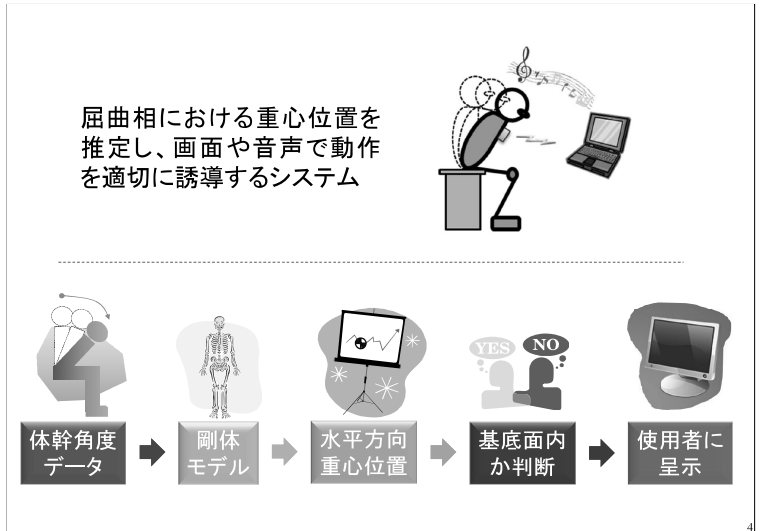 屈曲相における重心位置を
推定し、画面や音声で動作
を適切に誘導するシステム
YES
NO
体幹角度
データ
剛体
モデル
水平方向
重心位置
基底面内
か判断
使用者に
呈示
4